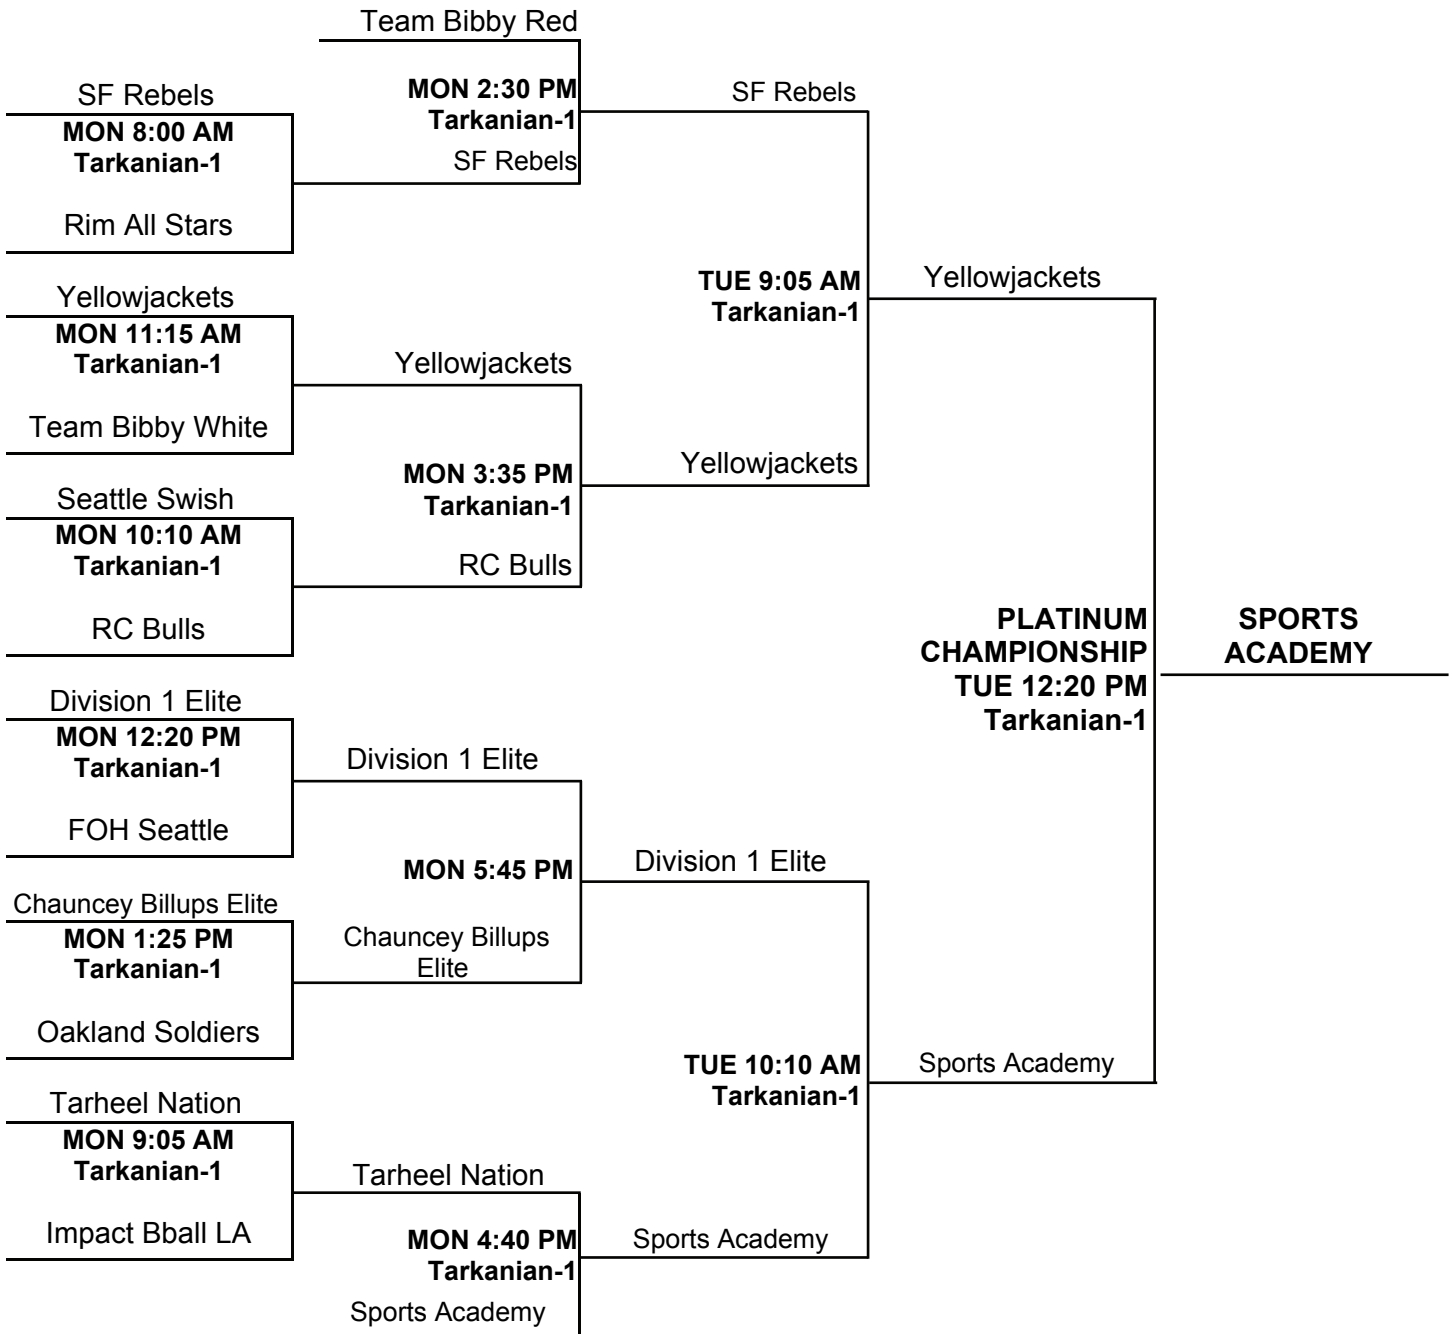 Team Bibby Red
SF Rebels
MON 8:00 AM
Tarkanian-1
Rim All Stars
MON 2:30 PM
Tarkanian-1
SF Rebels
SF Rebels
Yellowjackets
MON 11:15 AM
Tarkanian-1
Team Bibby White
Yellowjackets
TUE 9:05 AM
Tarkanian-1
Yellowjackets
Seattle Swish
MON 10:10 AM
Tarkanian-1
RC Bulls
MON 3:35 PM
Tarkanian-1
RC Bulls
Yellowjackets
PLATINUM
CHAMPIONSHIP
TUE 12:20 PM
Tarkanian-1
SPORTS
ACADEMY
Division 1 Elite
MON 12:20 PM
Tarkanian-1
FOH Seattle
Division 1 Elite
MON 5:45 PM
Division 1 Elite
Chauncey Billups Elite
MON 1:25 PM
Tarkanian-1
Oakland Soldiers
Chauncey Billups
Elite
TUE 10:10 AM
Tarkanian-1
Sports Academy
Tarheel Nation
MON 9:05 AM
Tarkanian-1
Impact Bball LA
Tarheel Nation
MON 4:40 PM
Tarkanian-1
Sports Academy
Sports Academy